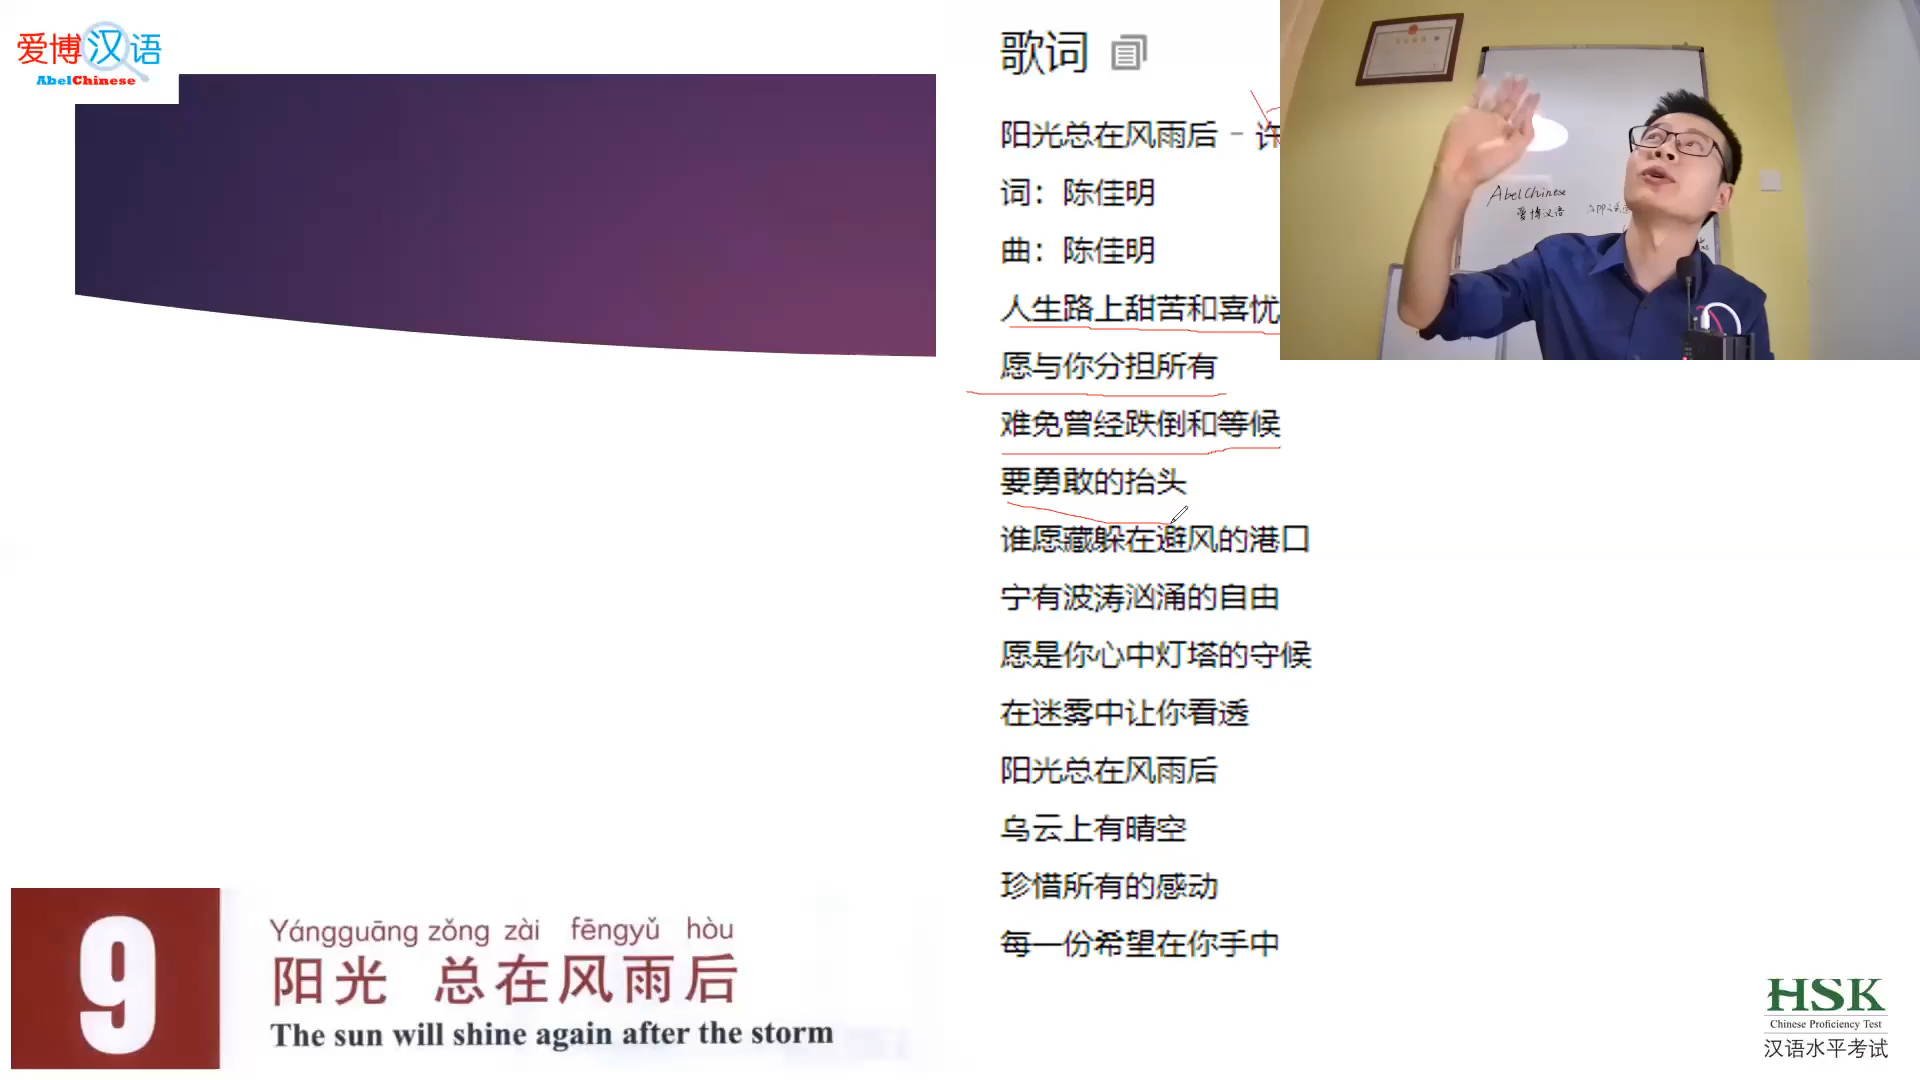 爱博汉语
AbelChinese
歌词
阳光总在风雨后 - 许
词：陈佳明
曲：陈佳明
人生路上甜苦和喜忧
愿与你分担所有
难免曾经跌倒和等候
要勇敢的抬头
谁愿藏躲在避风的港口
宁有波涛汹涌的自由
愿是你心中灯塔的守候
在迷雾中让你看透
阳光总在风雨后
乌云上有晴空
珍惜所有的感动
每一份希望在你手中
AbelChinese
爱博汉语
9
Yángguāng zǒng zài fēngyǔ hòu
阳光 总在风雨后
The sun will shine again after the storm
HSK
Chinese Proficiency Test
汉语水平考试